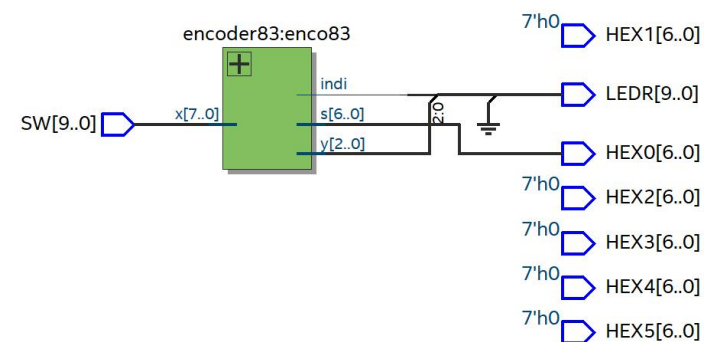 7'h0
HEX1[6..0]
encoder83:enco83
indi
LEDR[9..0]
x[7..0]
s[6..0]
2:0
SW[9..0]
y[2..0]
HEX0[6..0]
7'h0
HEX2[6..0]
7'h0
HEX3[6..0]
7'h0
HEX4[6..0]
7'h0
HEX5[6..0]